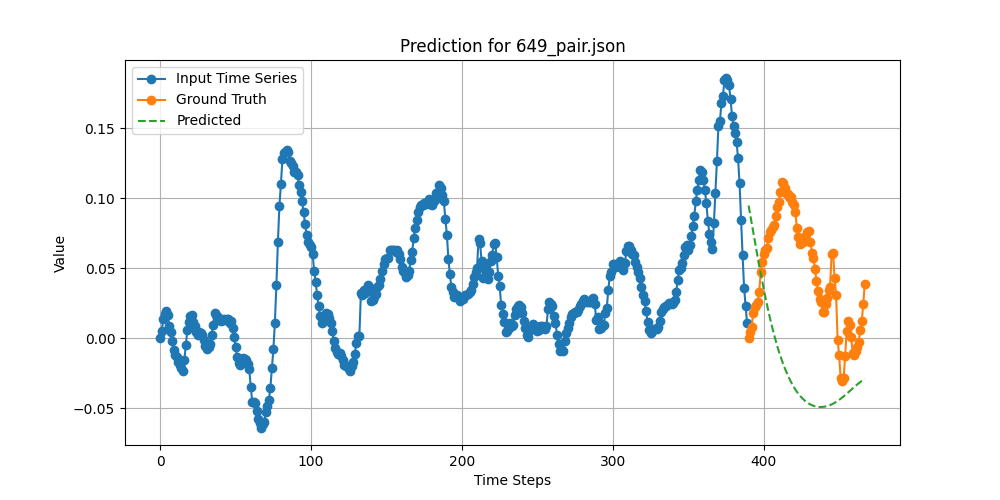 Prediction for 649_pair.json
Input Time Series
Ground Truth
Predicted
Value
0.15
0.10
0.05
0.00
−0.05
0
100
200
300
400
Time Steps